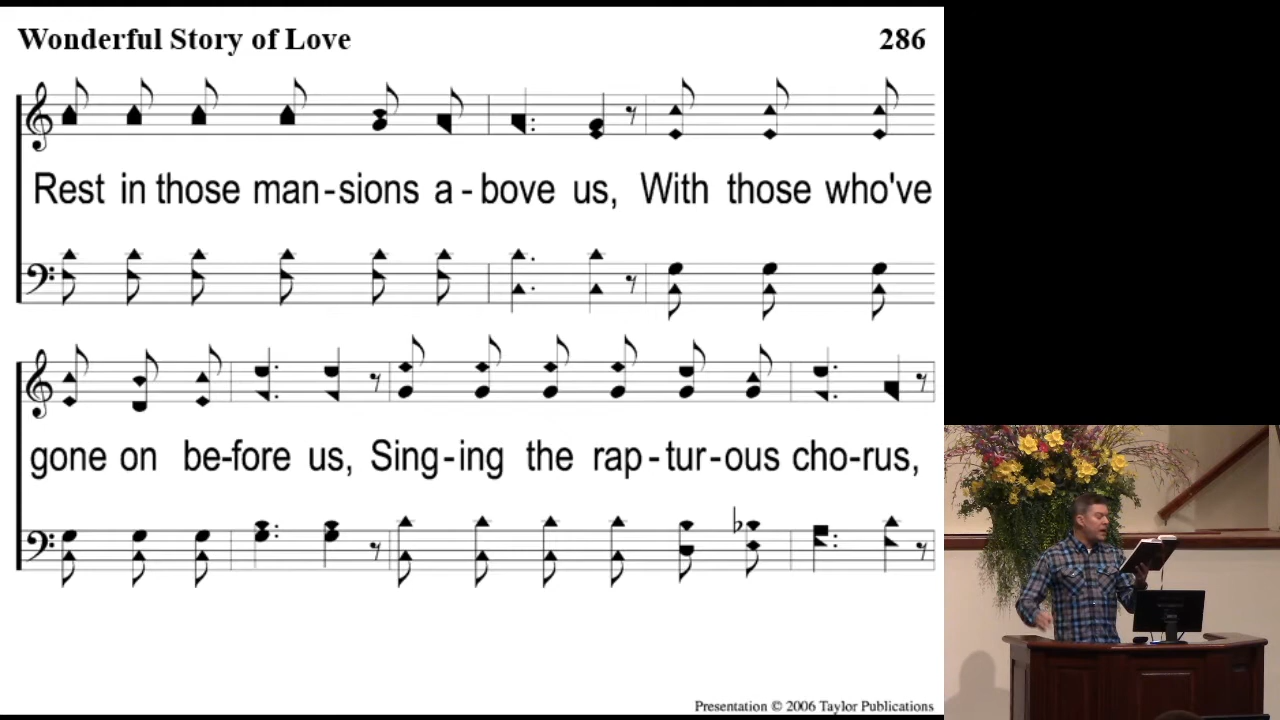 Wonderful Story of Love 286
Rest in those man-sions a-bove us, With those who've
gone on be-fore us, Sing-ing the rap-tur-ous cho-rus,
Presentation © 2006 Taylor Publications